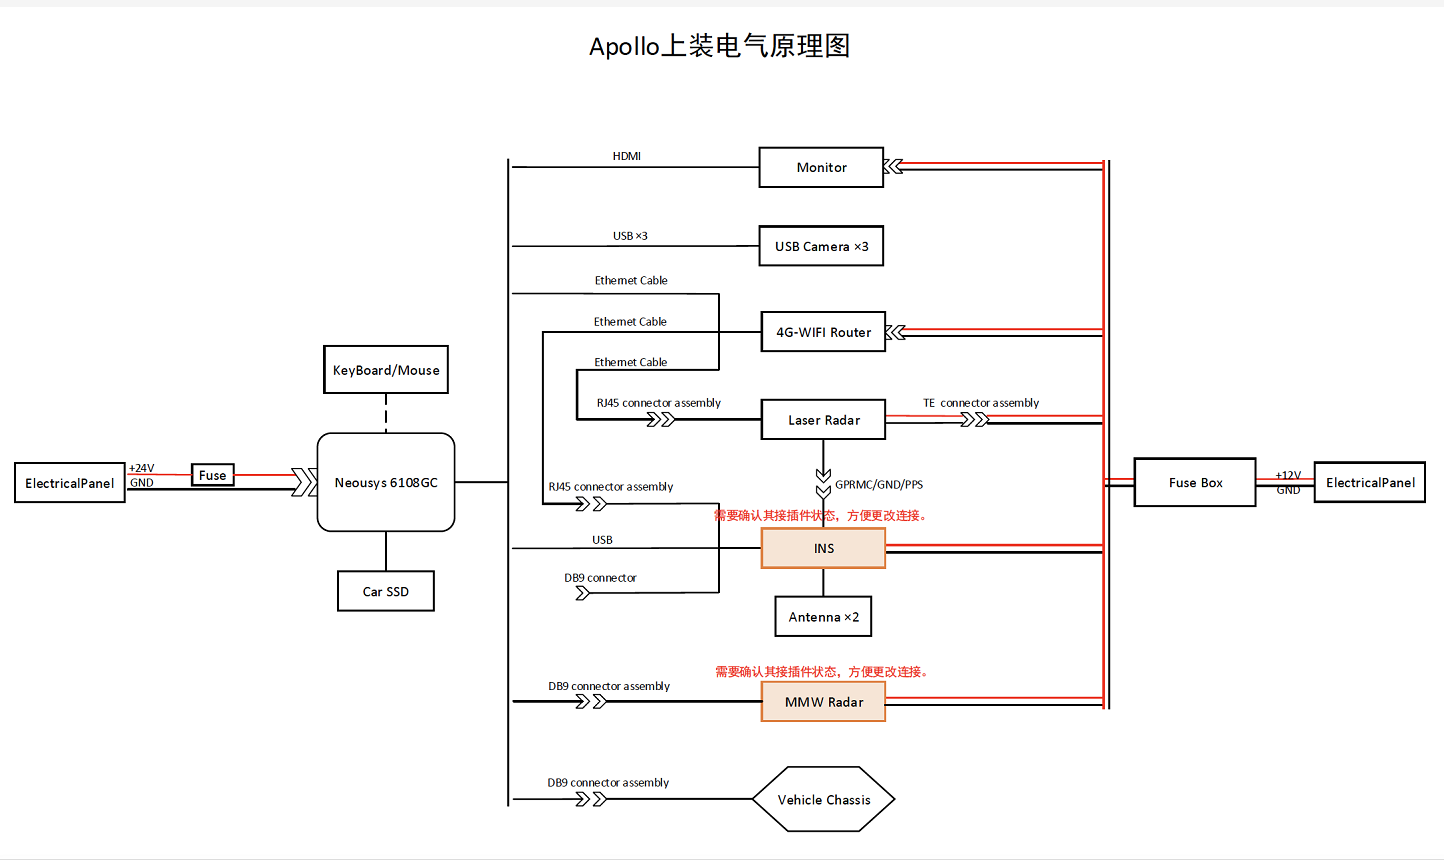 Apollo上装电气原理图
HDMI
Monitor
USB ×3
USB Camera ×3
Ethernet Cable
Ethernet Cable
4G-WIFI Router
Ethernet Cable
KeyBoard/Mouse
RJ45 connector assembly
Laser Radar
TE connector assembly
ElectricalPanel
+24V
GND
Fuse
Neousys 6108GC
RJ45 connector assembly
GPRMC/GND/PPS
Fuse Box
+12V
GND
ElectricalPanel
需要确认其接插件状态，方便更改连接。
USB
INS
DB9 connector
Car SSD
Antenna ×2
需要确认其接插件状态，方便更改连接。
DB9 connector assembly
MMW Radar
DB9 connector assembly
Vehicle Chassis